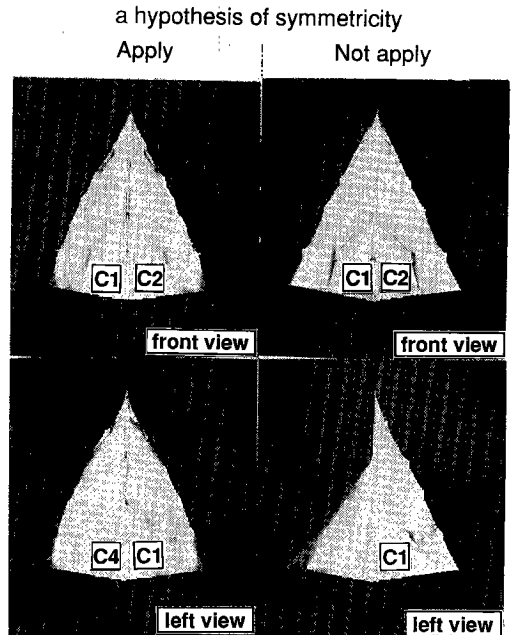 a hypothesis of symmetricity
Apply Not apply
C1 C2 C1 C2
front view front view
C4 C1 C1
left view left view